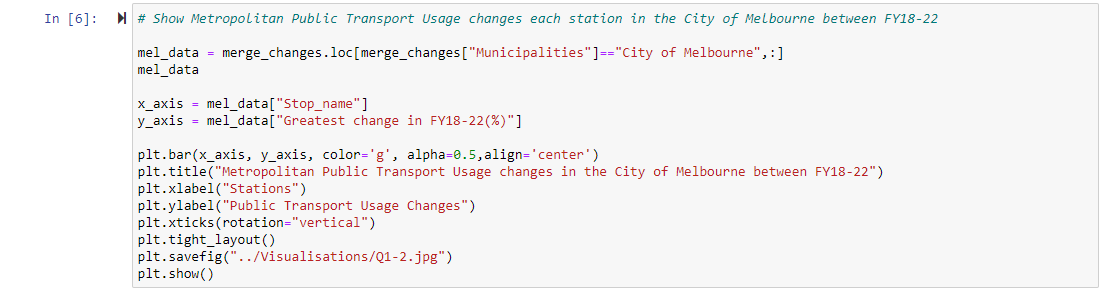 In [6]:
# Show Metropolitan Public Transport Usage changes each station in the City of Melbourne between FY18-22
mel_data = merge_changes.loc[merge_changes["Municipalities"]=="City of Melbourne",:]
mel_data
x_axis = mel_data["Stop_name"]
y_axis = mel_data["Greatest change in FY18-22(%)"]
plt.bar(x_axis, y_axis, color='g', alpha=0.5,align='center')
plt.title("Metropolitan Public Transport Usage changes in the City of Melbourne between FY18-22")
plt.xlabel("Stations")
plt.ylabel("Public Transport Usage Changes")
plt.xticks(rotation="vertical")
plt.tight_layout()
plt.savefig("../Visualisations/Q1-2.jpg")
plt.show()